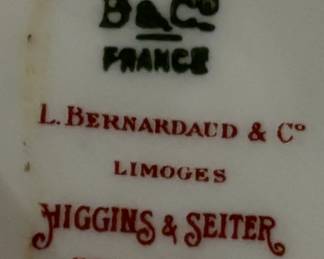 B & Cº
FRANCE
L. BERNARDAUD & Cº
LIMOGES
HIGGINS & SEITER